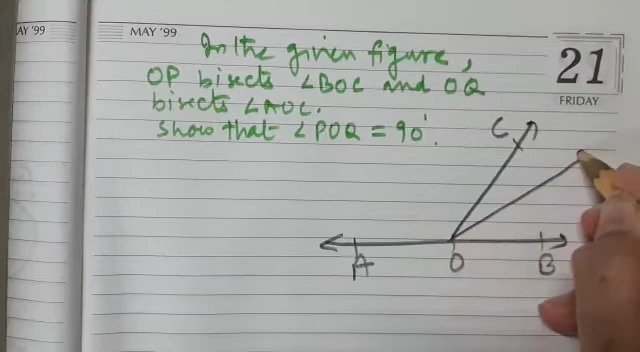 AY '99
MAY '99
21
FRIDAY
In the given figure,
OP bisects ∠BOC and OQ
bisects ∠AOC.
Show that ∠POQ = 90°.
C
A O B